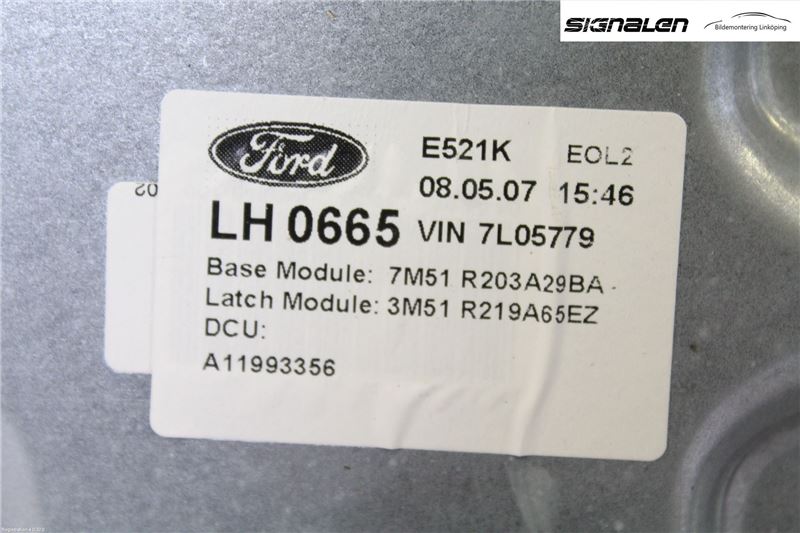 SIGNALEN
Bildemontering Linköping
Ford
E521K EOL2
08.05.07 15:46
LH 0665 VIN 7L05779
Base Module: 7M51 R203A29BA
Latch Module: 3M51 R219A65EZ
DCU:
A11993356
02